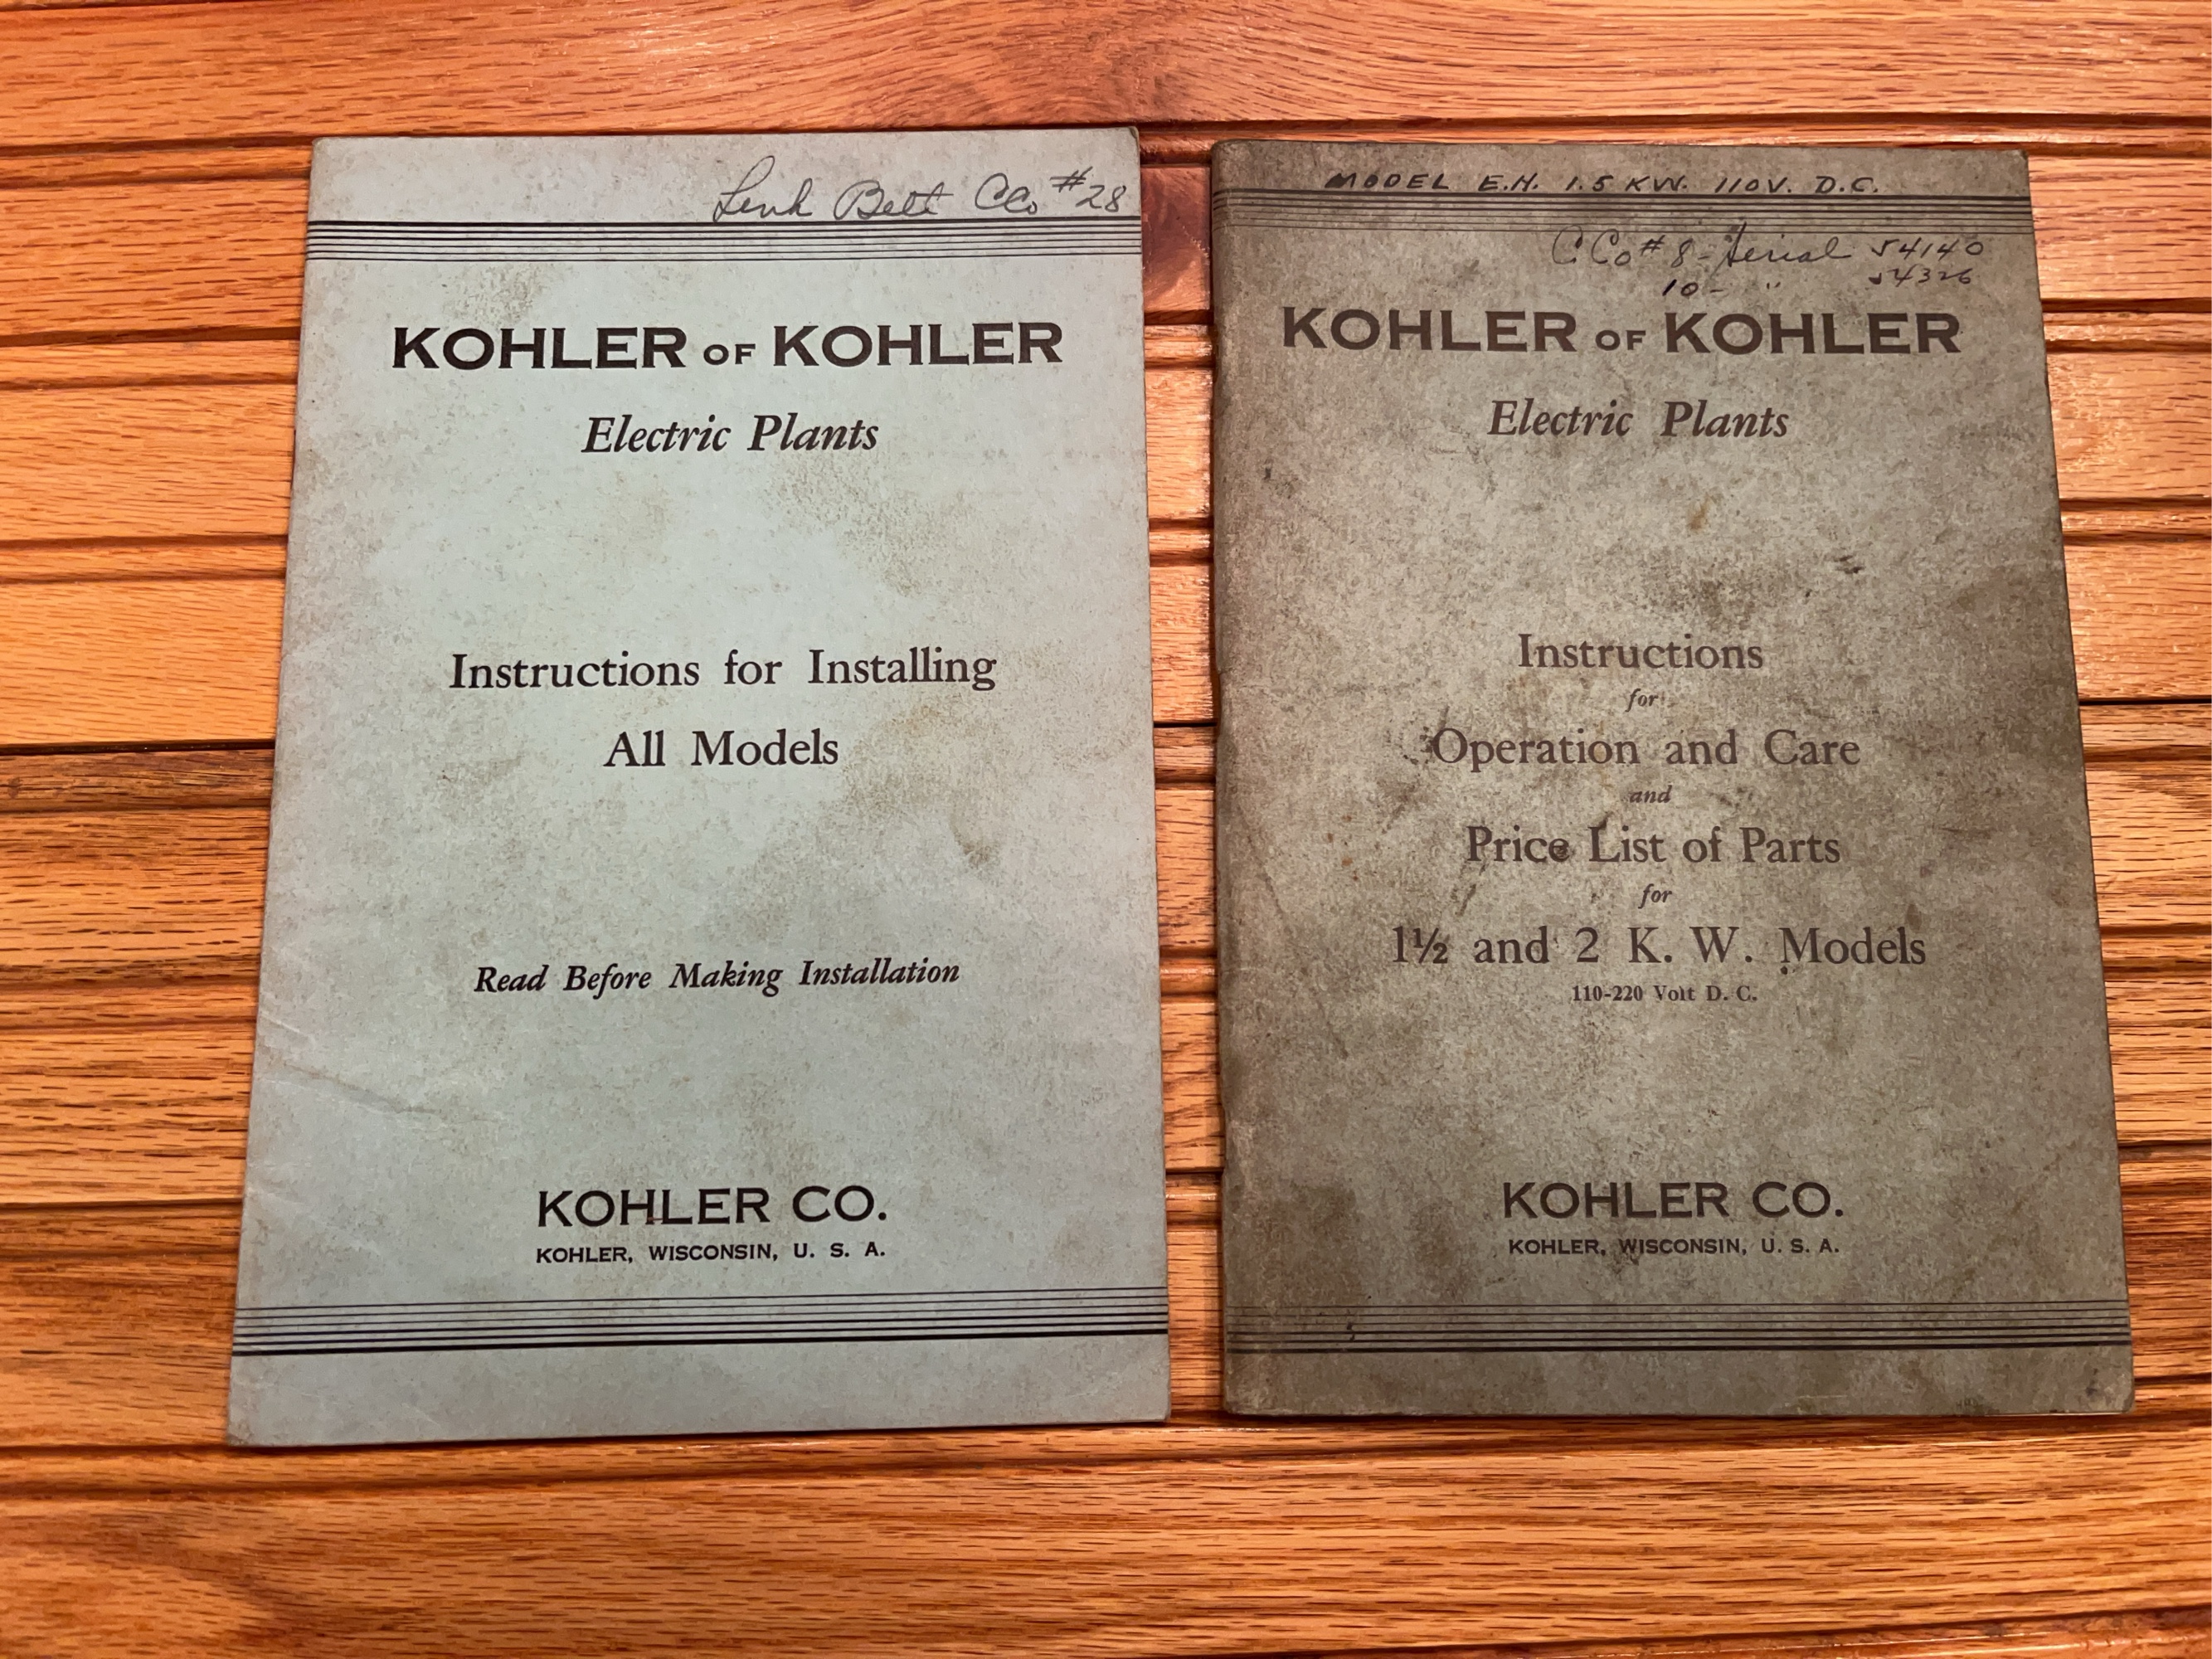 Link Belt CCo #28
KOHLER OF KOHLER
Electric Plants
Instructions for Installing
All Models
Read Before Making Installation
KOHLER CO.
KOHLER, WISCONSIN, U. S. A.
MODEL E.H. 1.5 KW. 110V. D.C.
CCo # 8 - Serial 54140
10 - " 54326
KOHLER OF KOHLER
Electric Plants
Instructions
for
Operation and Care
and
Price List of Parts
for
1½ and 2 K. W. Models
110-220 Volt D. C.
KOHLER CO.
KOHLER, WISCONSIN, U. S. A.